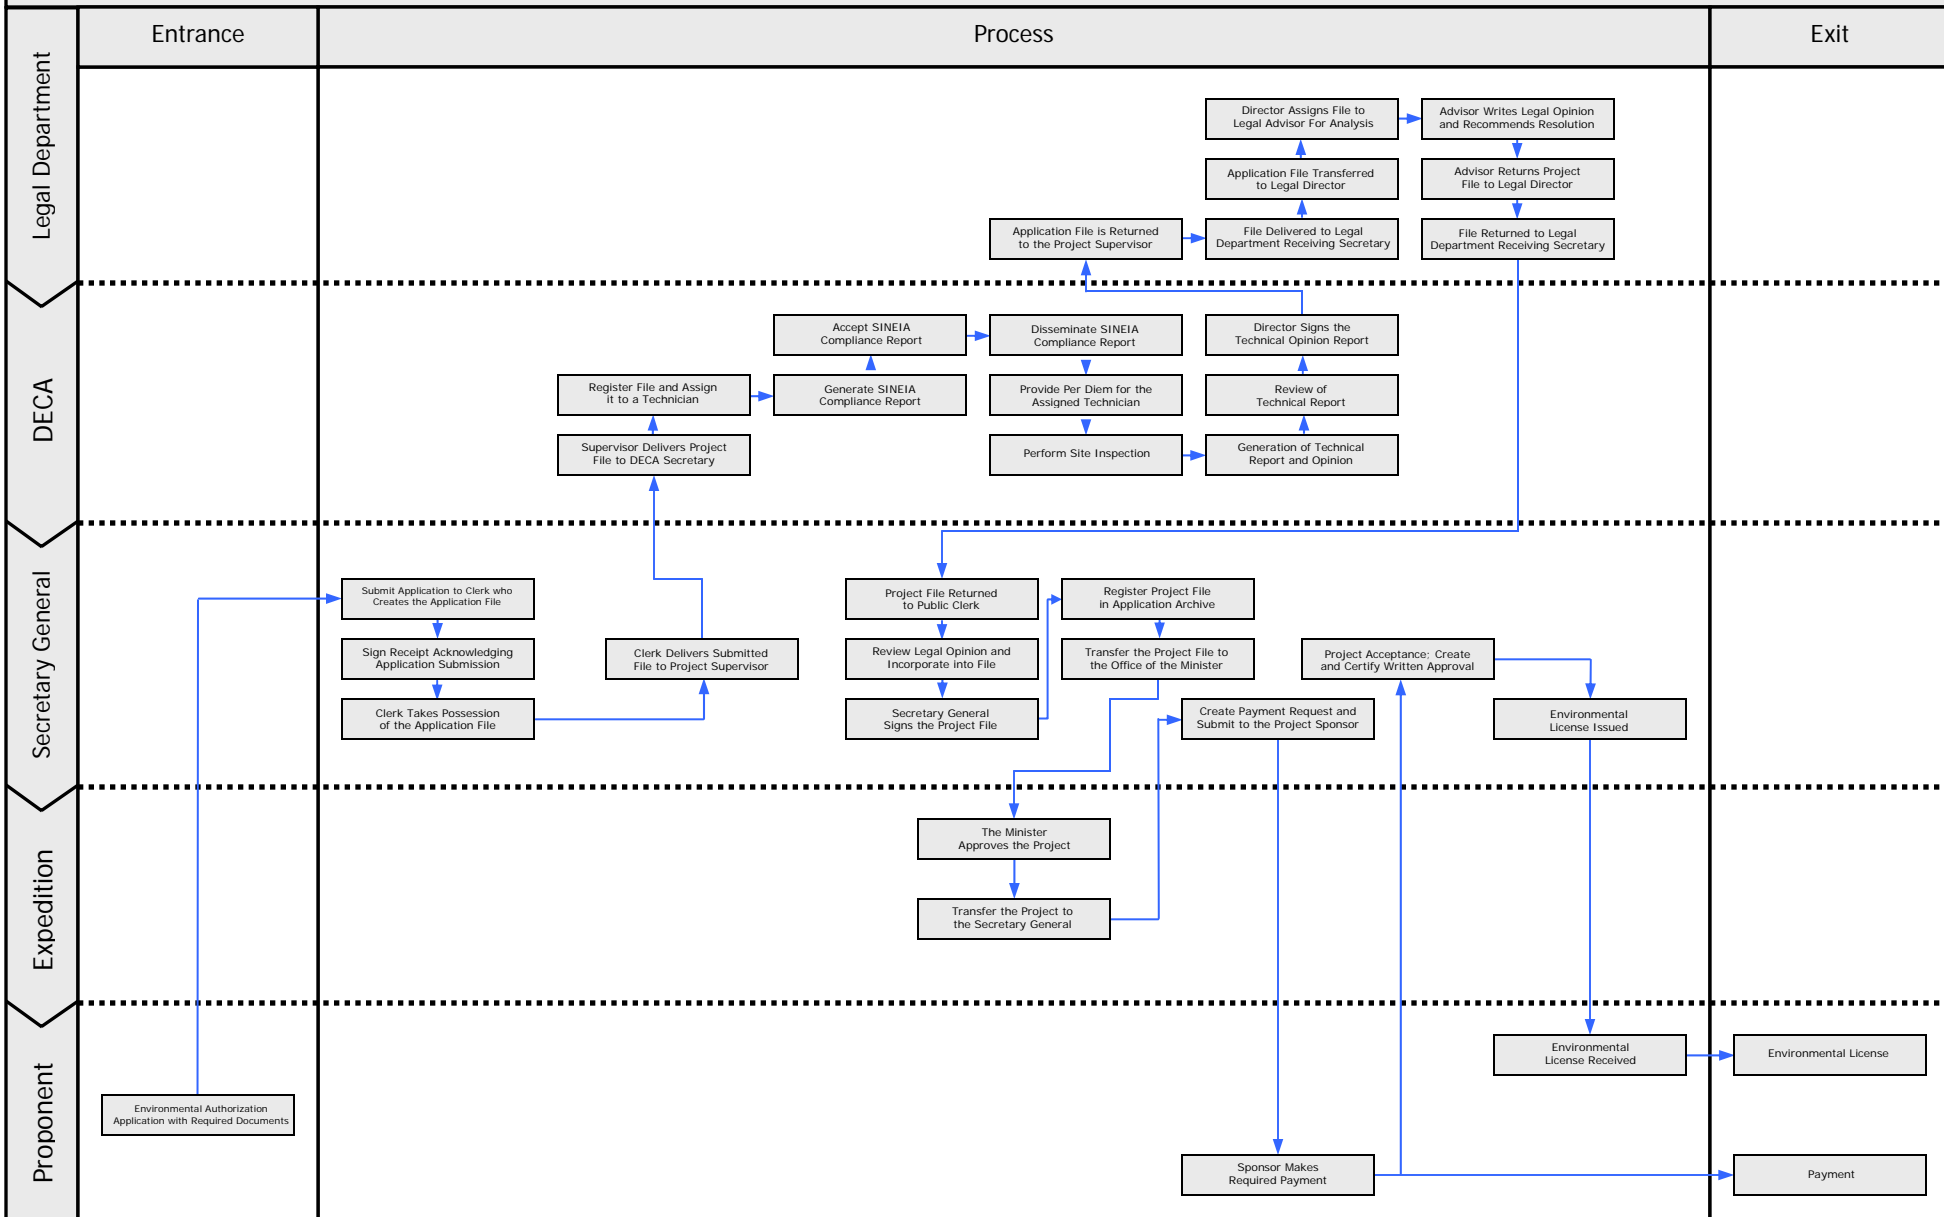 Entrance
Process
Exit
Legal Department
Director Assigns File to
Legal Advisor For Analysis
Advisor Writes Legal Opinion
and Recommends Resolution
Application File Transferred
to Legal Director
Advisor Returns Project
File to Legal Director
Application File is Returned
to the Project Supervisor
File Delivered to Legal
Department Receiving Secretary
File Returned to Legal
Department Receiving Secretary
DECA
Accept SINEIA
Compliance Report
Disseminate SINEIA
Compliance Report
Director Signs the
Technical Opinion Report
Register File and Assign
it to a Technician
Generate SINEIA
Compliance Report
Provide Per Diem for the
Assigned Technician
Review of
Technical Report
Supervisor Delivers Project
File to DECA Secretary
Perform Site Inspection
Generation of Technical
Report and Opinion
Secretary General
Submit Application to Clerk who
Creates the Application File
Project File Returned
to Public Clerk
Register Project File
in Application Archive
Sign Receipt Acknowledging
Application Submission
Clerk Delivers Submitted
File to Project Supervisor
Review Legal Opinion and
Incorporate into File
Transfer the Project File to
the Office of the Minister
Project Acceptance; Create
and Certify Written Approval
Clerk Takes Possession
of the Application File
Secretary General
Signs the Project File
Create Payment Request and
Submit to the Project Sponsor
Environmental
License Issued
Expedition
The Minister
Approves the Project
Transfer the Project to
the Secretary General
Proponent
Environmental
License Received
Environmental License
Environmental Authorization
Application with Required Documents
Sponsor Makes
Required Payment
Payment